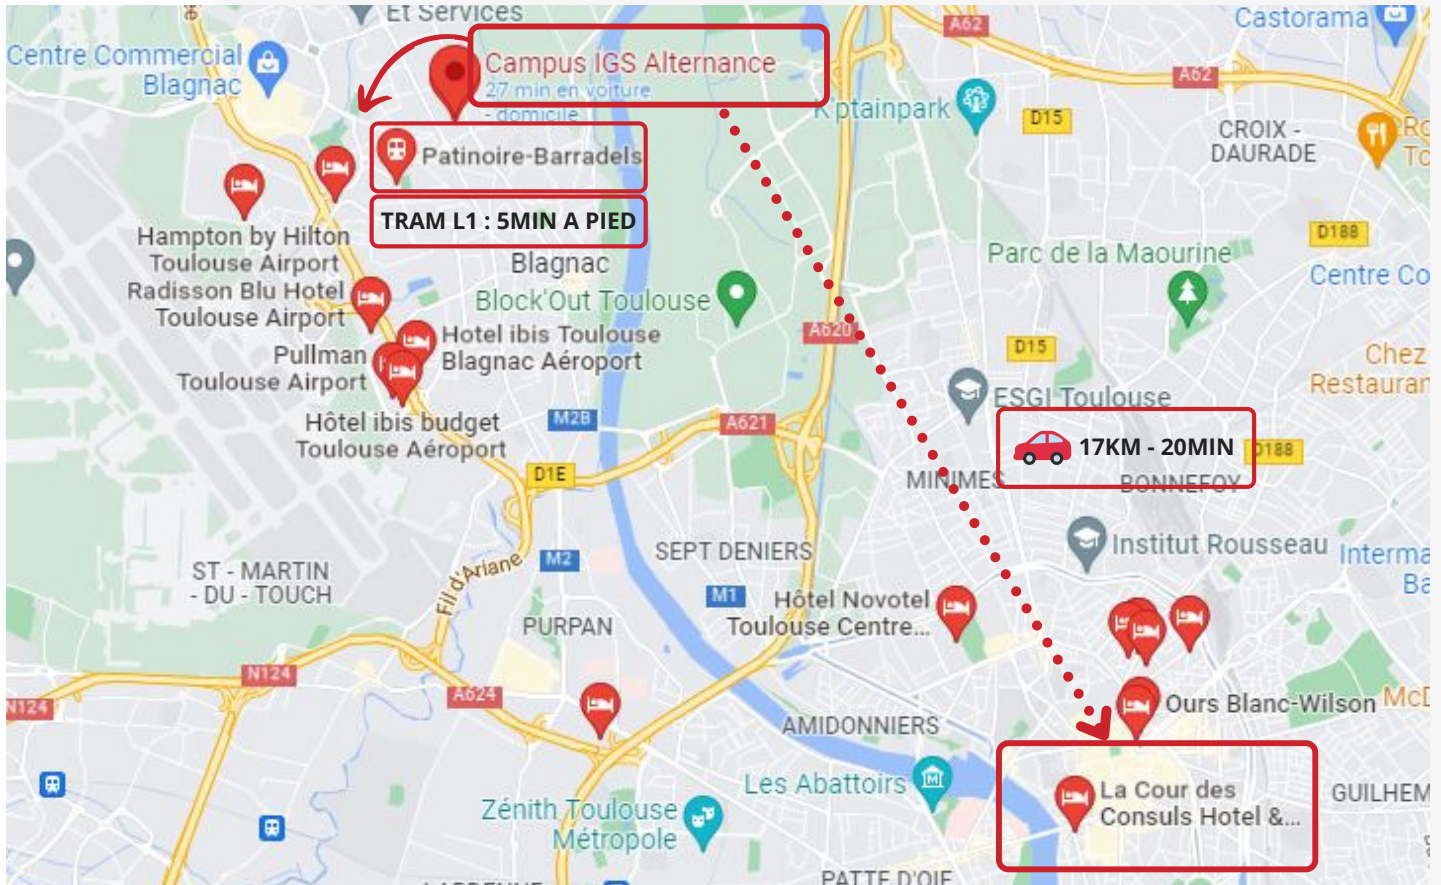 Et Services
A62
Castorama
Centre Commercial
Blagnac
Campus IGS Alternance
27 min en voiture
- domicile
A62
K'ptainpark
D15
CROIX -
DAURADE
Patinoire-Barradels
TRAM L1 : 5MIN A PIED
Hampton by Hilton
Toulouse Airport
Blagnac
D188
Parc de la Maourine
Centre Co
Radisson Blu Hotel
Toulouse Airport
Block'Out Toulouse
A620
Hotel ibis Toulouse
Blagnac Aéroport
D15
Pullman
Toulouse Airport
Chez
Restauran
ESGI Toulouse
Hôtel ibis budget
Toulouse Aéroport
M2B
A621
17KM - 20MIN
D188
D1E
MINIMES
BONNEFOY
Fil d'Ariane
M2
SEPT DENIERS
Institut Rousseau
Interma
Ba
ST - MARTIN
- DU - TOUCH
M1
Hôtel Novotel
Toulouse Centre...
PURPAN
N124
N124
A624
Ours Blanc-Wilson
McD
AMIDONNIERS
Les Abattoirs
La Cour des
Consuls Hotel &...
GUILHEM
Zénith Toulouse
Métropole
PATTE D'OIE